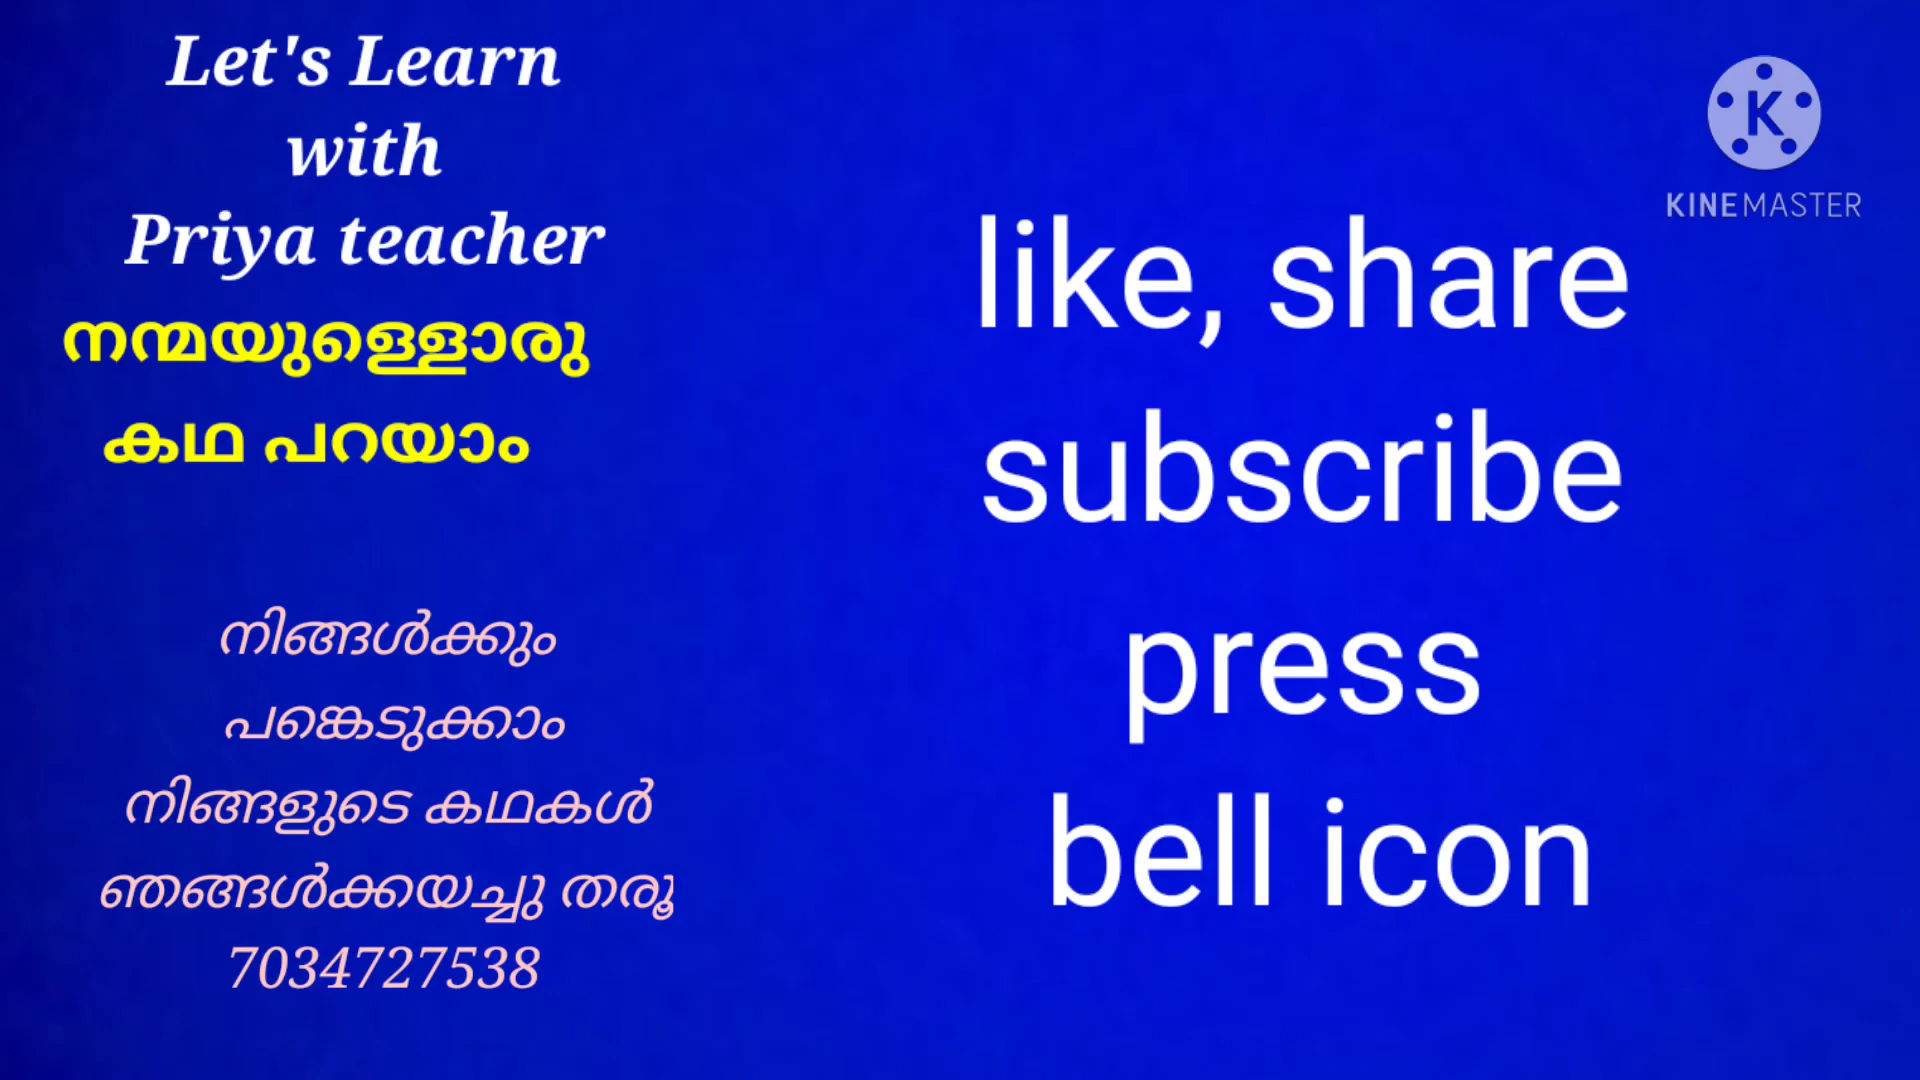 Let's Learn
with
Priya teacher
നന്മയുള്ളൊരു
കഥ പറയാം
നിങ്ങൾക്കും
പങ്കെടുക്കാം
നിങ്ങളുടെ കഥകൾ
ഞങ്ങൾക്കയച്ചു തരൂ
7034727538
like, share
subscribe
press
bell icon
K
KINEMASTER